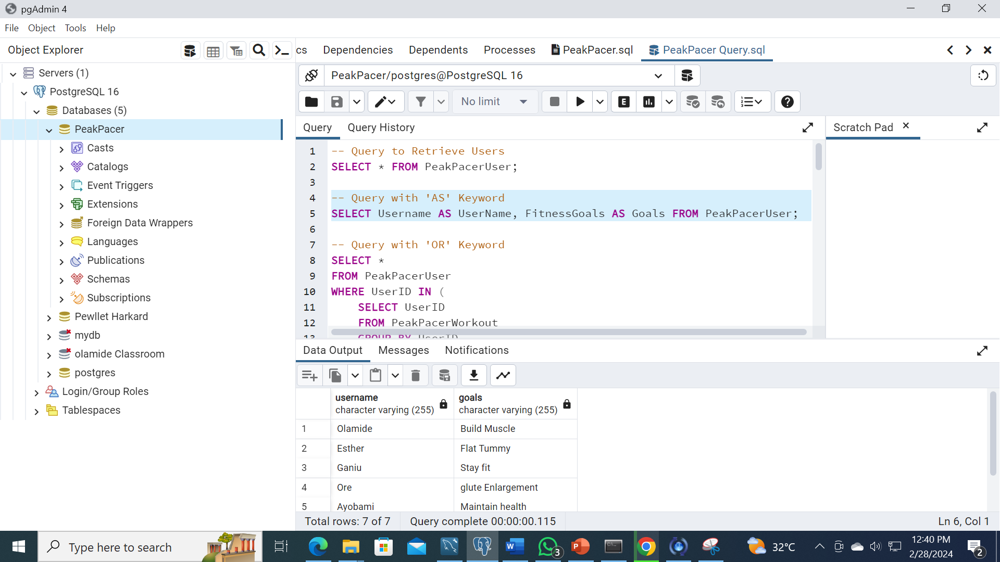 pgAdmin 4
File Object Tools Help
Object Explorer
cs Dependencies Dependents Processes PeakPacer.sql PeakPacer Query.sql
Servers (1)
PostgreSQL 16
Databases (5)
PeakPacer
Casts
Catalogs
Event Triggers
Extensions
Foreign Data Wrappers
Languages
Publications
Schemas
Subscriptions
Pewllet Harkard
mydb
olamide Classroom
postgres
Login/Group Roles
Tablespaces
PeakPacer/postgres@PostgreSQL 16
No limit
E
Query Query History
Scratch Pad
1 -- Query to Retrieve Users
2 SELECT * FROM PeakPacerUser;
3
4 -- Query with 'AS' Keyword
5 SELECT Username AS UserName, FitnessGoals AS Goals FROM PeakPacerUser;
6
7 -- Query with 'OR' Keyword
8 SELECT *
9 FROM PeakPacerUser
10 WHERE UserID IN (
11 SELECT UserID
12 FROM PeakPacerWorkout
13 GROUP BY UserID
Data Output Messages Notifications
username goals
character varying (255) character varying (255)
1 Olamide Build Muscle
2 Esther Flat Tummy
3 Ganiu Stay fit
4 Ore glute Enlargement
5 Ayobami Maintain health
Total rows: 7 of 7 Query complete 00:00:00.115 Ln 6, Col 1
Type here to search
W
3
P
C:\
32°C
12:40 PM
2/28/2024
2